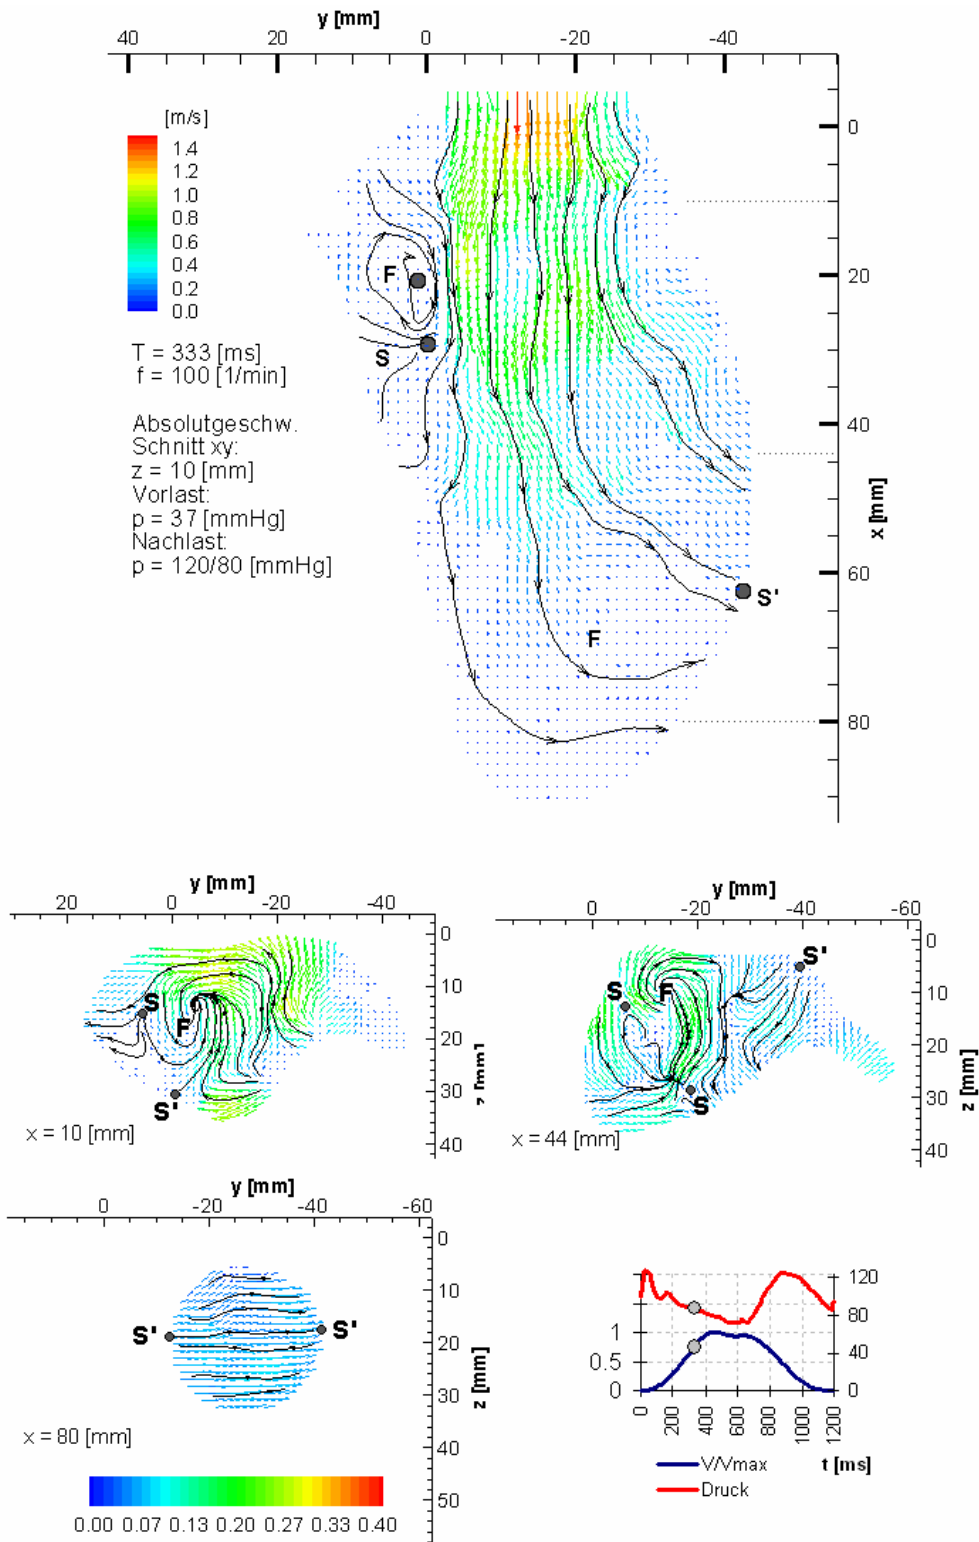 y [mm]
40 20 0 -20 -40
[m/s]
1.4
1.2
1.0
0.8
0.6
0.4
0.2
0.0
0
20
40
60
80
x [mm]
F
S
S'
F
T = 333 [ms]
f = 100 [1/min]
Absolutgeschw.
Schnitt xy:
z = 10 [mm]
Vorlast:
p = 37 [mmHg]
Nachlast:
p = 120/80 [mmHg]
y [mm]
20 0 -20 -40
0
10
20
30
40
z [mm]
S
F
S'
x = 10 [mm]
y [mm]
0 -20 -40 -60
0
10
20
30
40
z [mm]
S'
S
F
S
x = 44 [mm]
y [mm]
0 -20 -40 -60
0
10
20
30
40
50
z [mm]
S' S'
x = 80 [mm]
0.00 0.07 0.13 0.20 0.27 0.33 0.40
1
0.5
0
120
80
40
0
0 200 400 600 800 1000 1200
t [ms]
V/Vmax
Druck